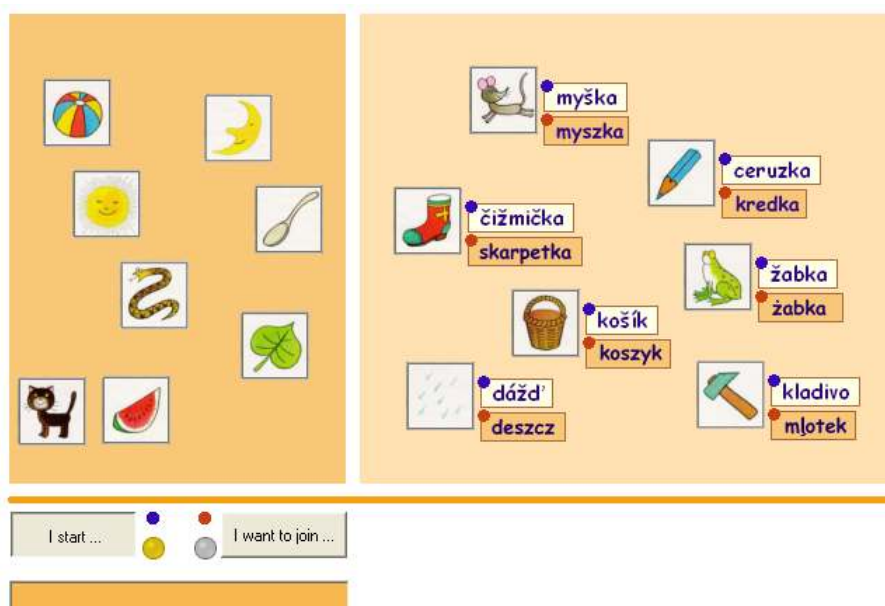 myška
myszka
ceruzka
kredka
čižmička
skarpetka
žabka
żabka
košík
koszyk
dážď
deszcz
kladivo
młotek
I start ...
I want to join ...